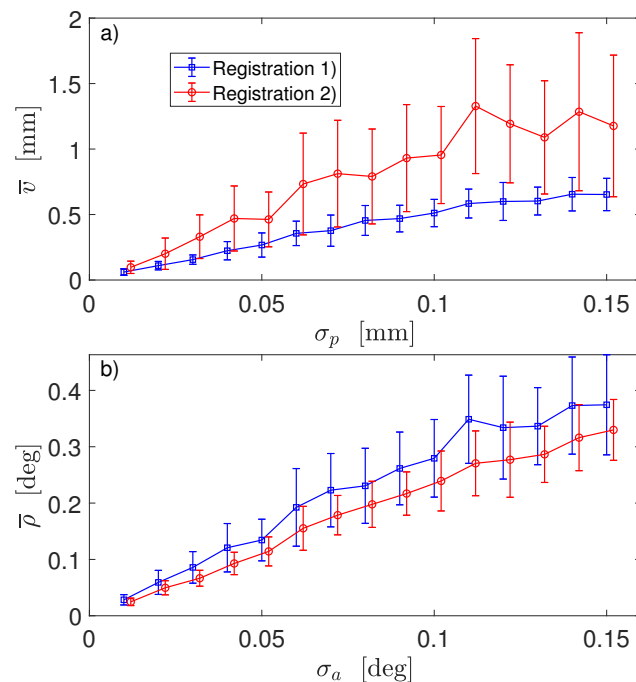 a)
2
1.5
1
0.5
0
v̅ [mm]
Registration 1)
Registration 2)
0 0.05 0.1 0.15
σ_p [mm]
b)
0.4
0.3
0.2
0.1
0
ρ̅ [deg]
0 0.05 0.1 0.15
σ_a [deg]